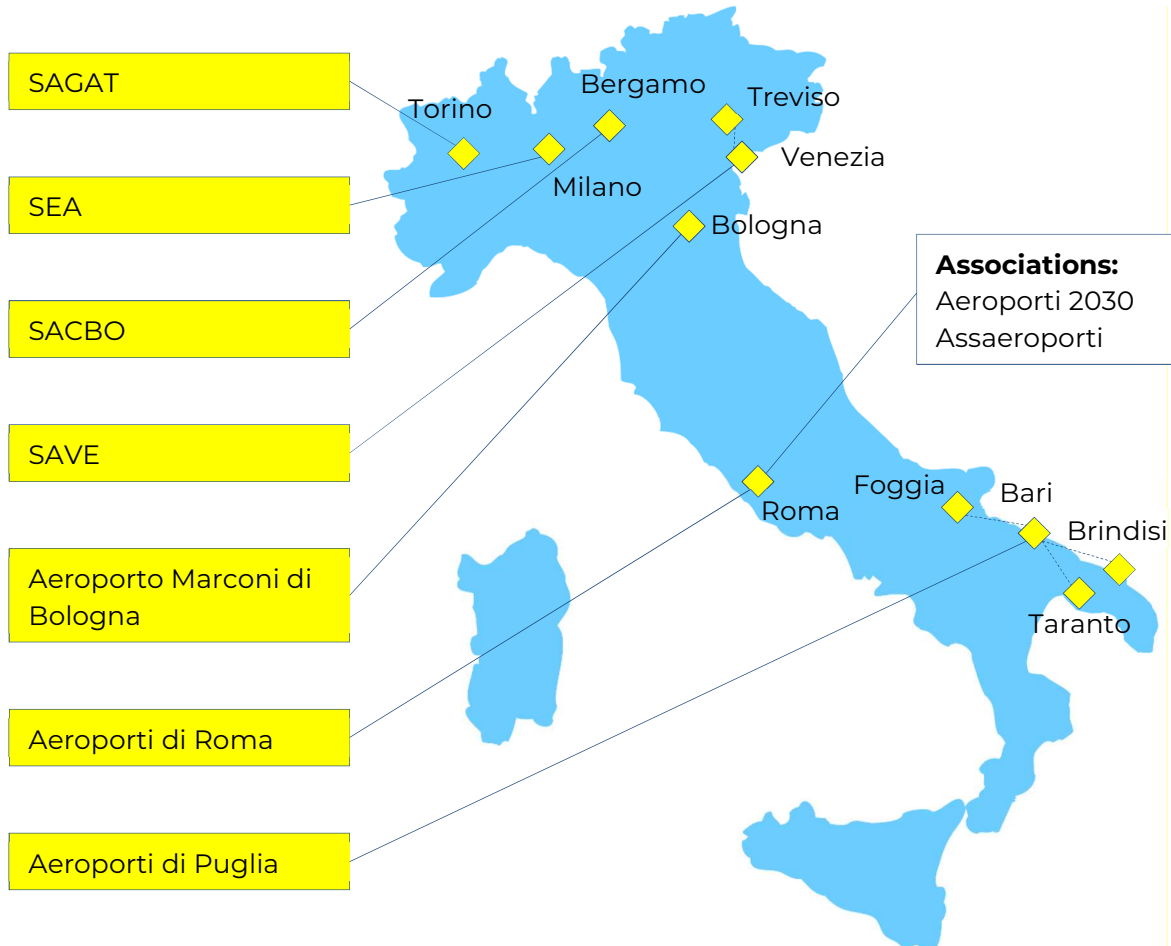 SAGAT
SEA
SACBO
SAVE
Aeroporto Marconi di
Bologna
Aeroporti di Roma
Aeroporti di Puglia
Torino
Bergamo
Treviso
Milano
Venezia
Bologna
Associations:
Aeroporti 2030
Assaeroporti
Roma
Foggia
Bari
Brindisi
Taranto